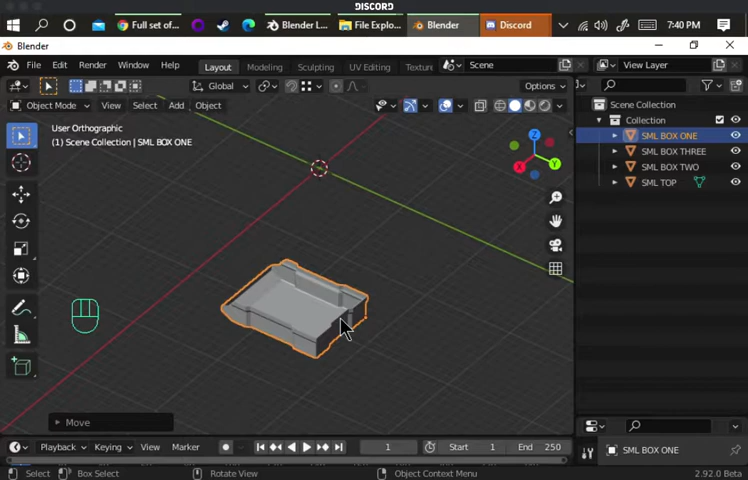 DISCORD
Full set of...
Blender L...
File Explo...
Blender
Discord
7:40 PM
Blender
File Edit Render Window Help Layout Modeling Sculpting UV Editing Textur Scene View Layer
Global Options
Object Mode View Select Add Object
User Orthographic
(1) Scene Collection | SML BOX ONE
Z
Y
X
Scene Collection
Collection
SML BOX ONE
SML BOX THREE
SML BOX TWO
SML TOP
Move
Playback Keying View Marker 1 Start 1 End 250
SML BOX ONE
Select Box Select Rotate View Object Context Menu 2.92.0 Beta